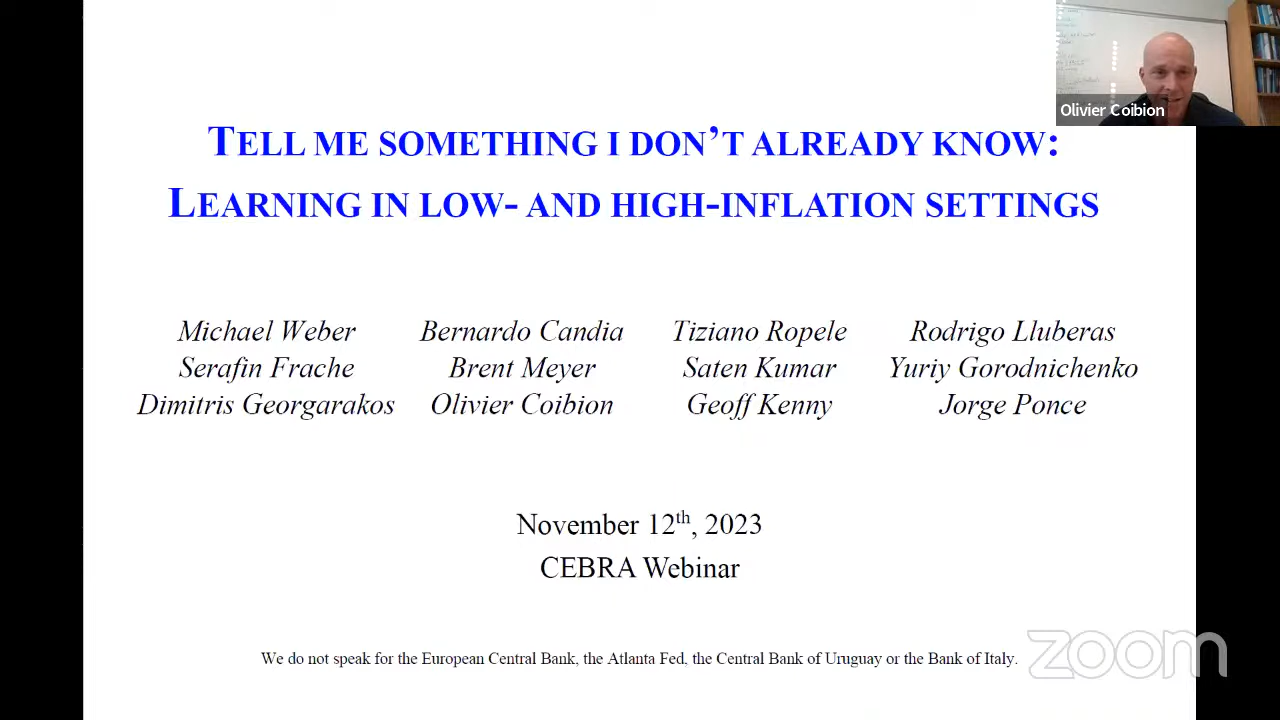 Olivier Coibion
TELL ME SOMETHING I DON'T ALREADY KNOW:
LEARNING IN LOW- AND HIGH-INFLATION SETTINGS
Michael Weber Bernardo Candia Tiziano Ropele Rodrigo Lluberas
Serafin Frache Brent Meyer Saten Kumar Yuriy Gorodnichenko
Dimitris Georgarakos Olivier Coibion Geoff Kenny Jorge Ponce
November 12th, 2023
CEBRA Webinar
We do not speak for the European Central Bank, the Atlanta Fed, the Central Bank of Uruguay or the Bank of Italy.
zoom